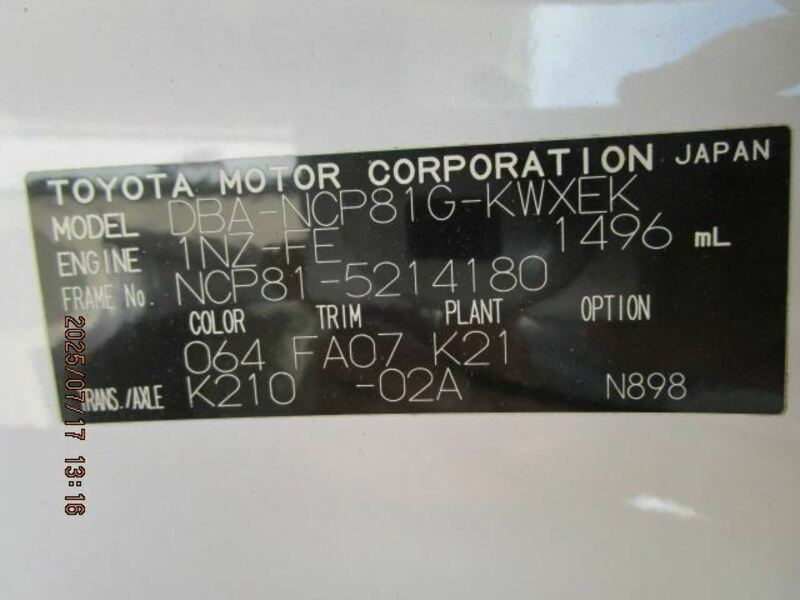 TOYOTA MOTOR CORPORATION JAPAN
MODEL DBA-NCP81G-KWXEK
ENGINE 1NZ-FE 1496 mL
FRAME No. NCP81-5214180
COLOR TRIM PLANT OPTION
064 FA07 K21
TRANS./AXLE K210 -02A N898
2025/07/17 13:16